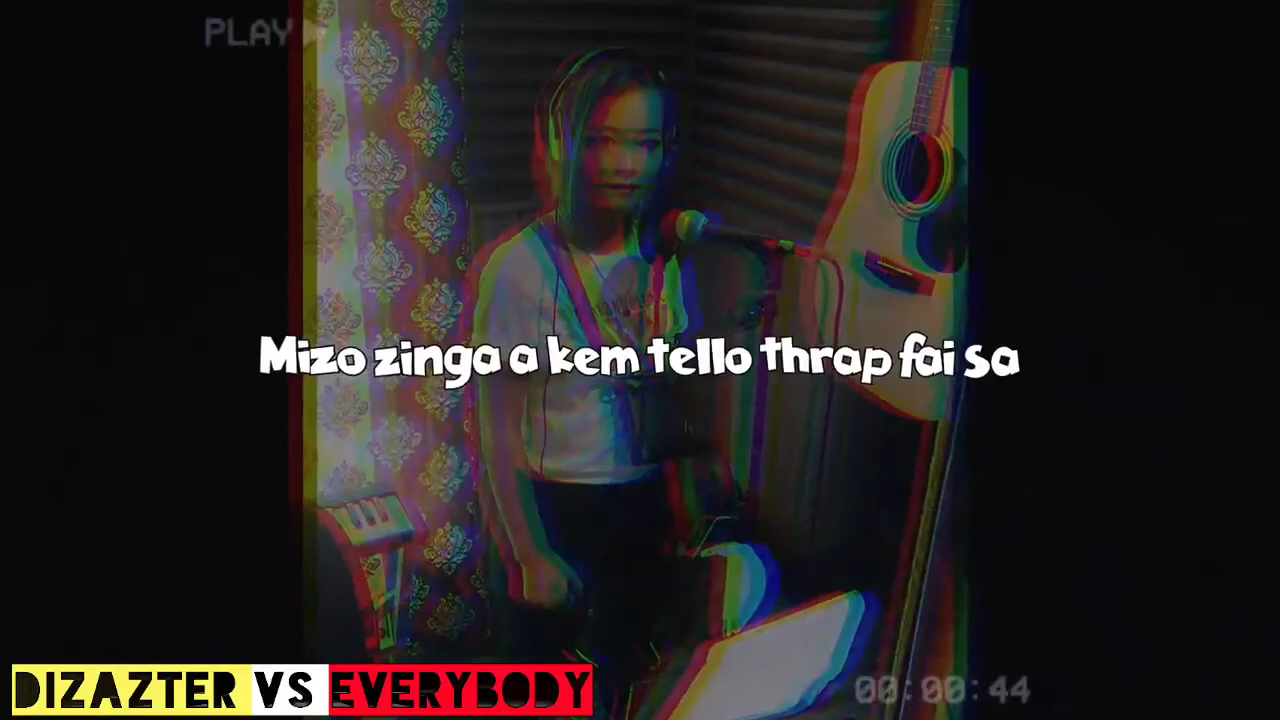 PLAY
Mizo zinga a kem tello thrap fai sa
DIZAZTER VS EVERYBODY
00:00:44